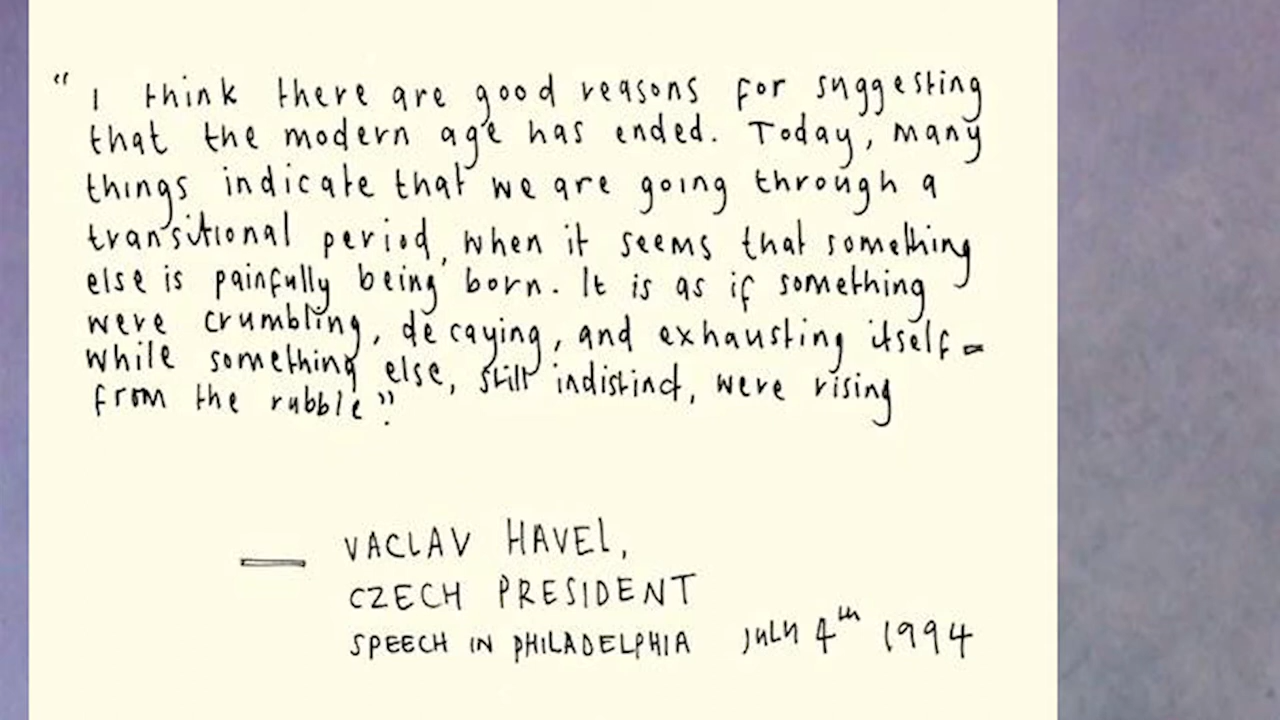 “I think there are good reasons for suggesting
that the modern age has ended. Today, many
things indicate that we are going through a
transitional period, when it seems that something
else is painfully being born. It is as if something
were crumbling, decaying, and exhausting itself -
while something else, still indistinct, were rising
from the rubble”.
— VACLAV HAVEL,
CZECH PRESIDENT
SPEECH IN PHILADELPHIA JULY 4th 1994